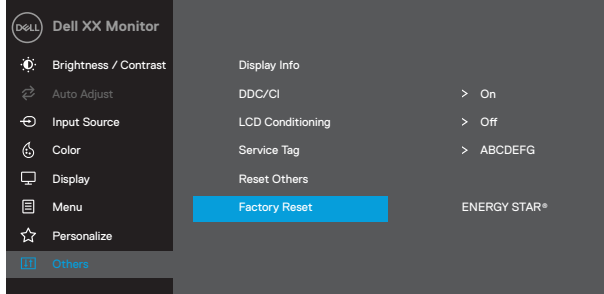 DELL Dell XX Monitor
Brightness / Contrast
Display Info
Auto Adjust
DDC/CI > On
Input Source
LCD Conditioning > Off
Color
Service Tag > ABCDEFG
Display
Reset Others
Menu
Factory Reset ENERGY STAR®
Personalize
Others